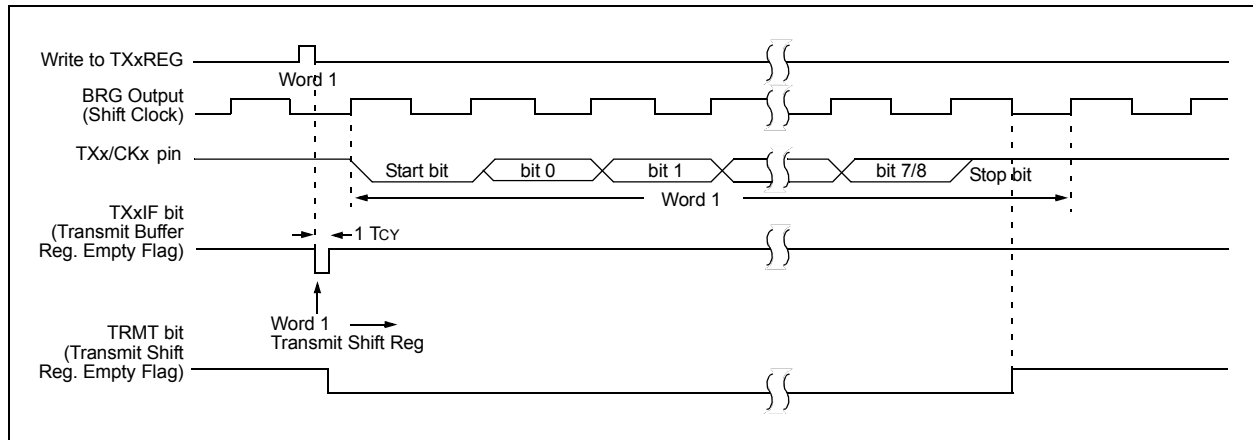 Write to TXxREG
Word 1
BRG Output
(Shift Clock)
TXx/CKx pin
Start bit
bit 0
bit 1
bit 7/8
Stop bit
Word 1
TXxIF bit
(Transmit Buffer
Reg. Empty Flag)
1 TCY
Word 1
Transmit Shift Reg
TRMT bit
(Transmit Shift
Reg. Empty Flag)